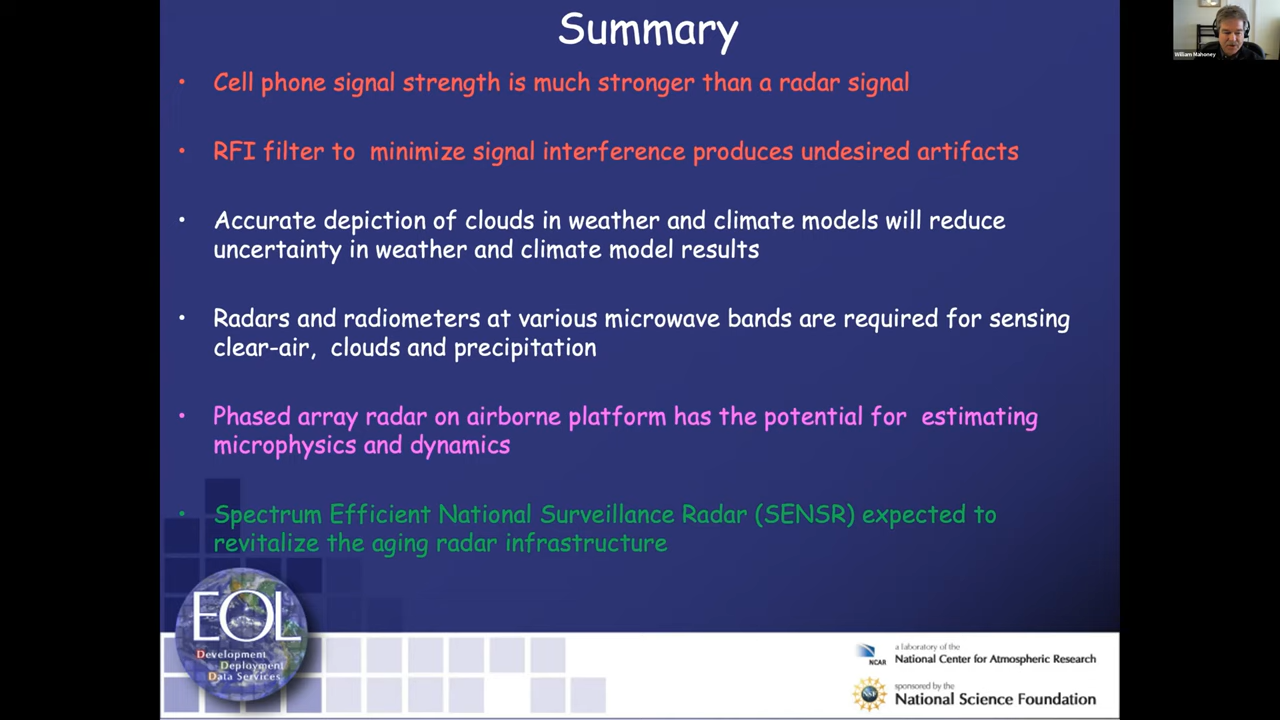 Summary
William Mahoney
• Cell phone signal strength is much stronger than a radar signal
• RFI filter to minimize signal interference produces undesired artifacts
• Accurate depiction of clouds in weather and climate models will reduce
uncertainty in weather and climate model results
• Radars and radiometers at various microwave bands are required for sensing
clear-air, clouds and precipitation
• Phased array radar on airborne platform has the potential for estimating
microphysics and dynamics
• Spectrum Efficient National Surveillance Radar (SENSR) expected to
revitalize the aging radar infrastructure
EOL
Development
Deployment
Data Services
NCAR
a laboratory of the
National Center for Atmospheric Research
NSF
sponsored by the
National Science Foundation